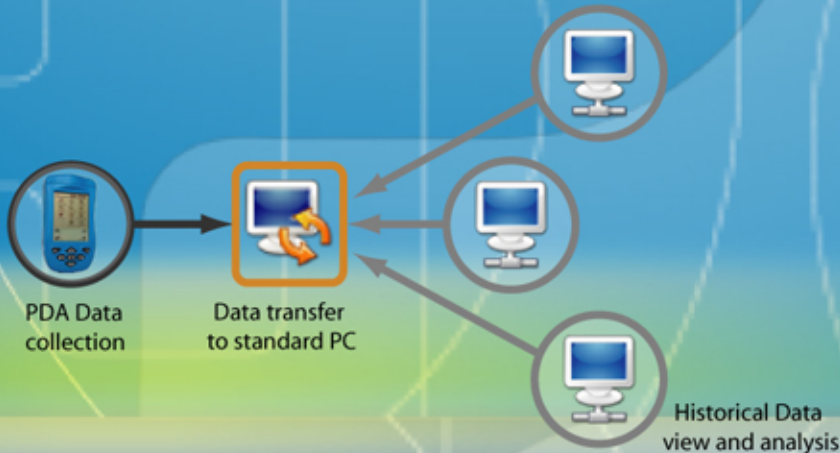 PDA Data
collection
Data transfer
to standard PC
Historical Data
view and analysis